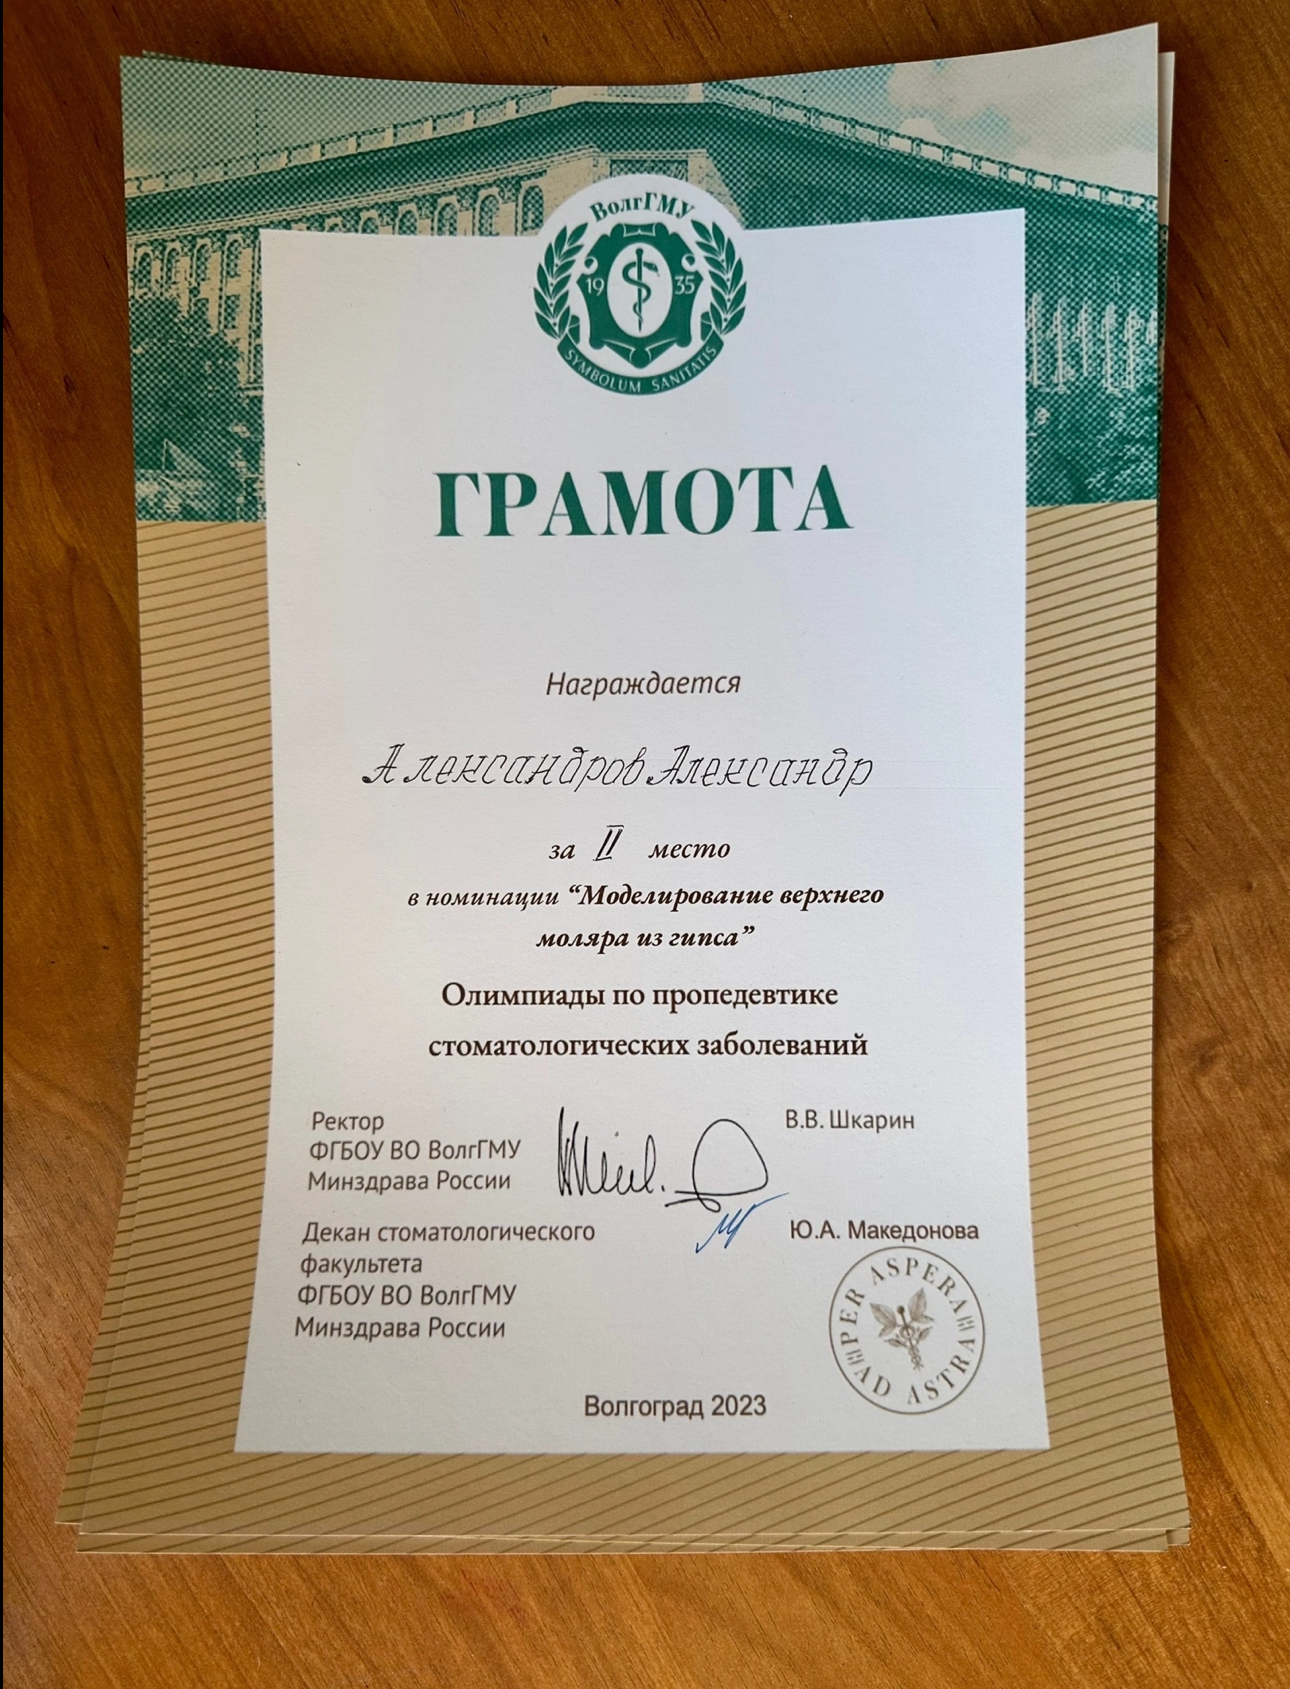 ВолгГМУ
19 35
SYMBOLUM SANITATIS
ГРАМОТА
Награждается
Александров Александр
за II место
в номинации “Моделирование верхнего
моляра из гипса”
Олимпиады по пропедевтике
стоматологических заболеваний
Ректор
ФГБОУ ВО ВолгГМУ
Минздрава России
В.В. Шкарин
Декан стоматологического
факультета
ФГБОУ ВО ВолгГМУ
Минздрава России
Ю.А. Македонова
PER ASPERA AD ASTRA
Волгоград 2023